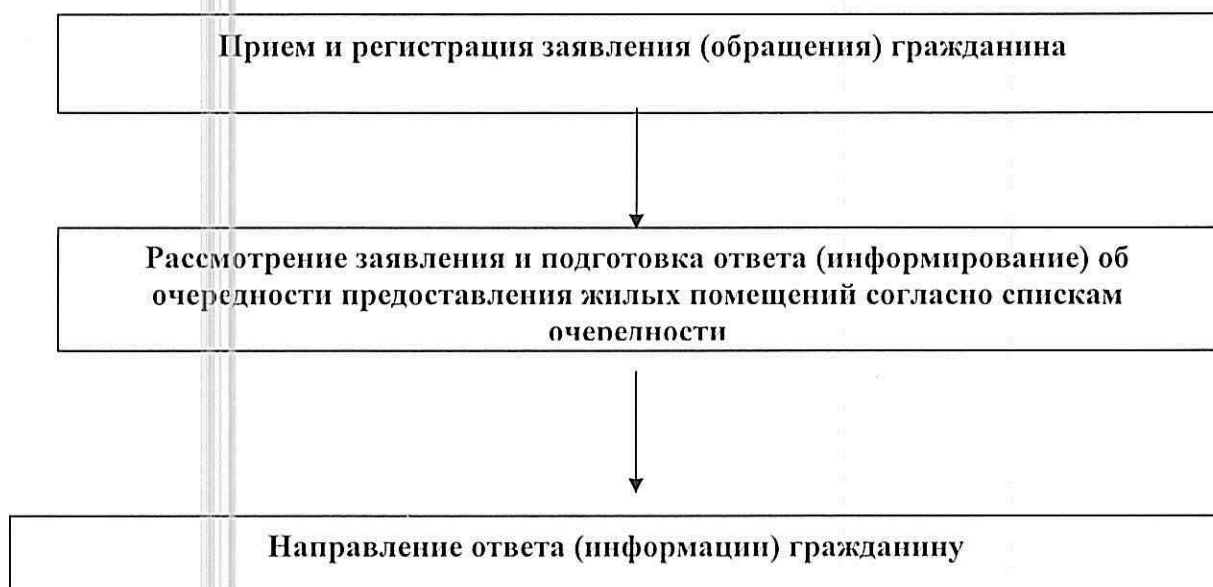 Прием и регистрация заявления (обращения) гражданина
Рассмотрение заявления и подготовка ответа (информирование) об
очередности предоставления жилых помещений согласно спискам
очередности
Направление ответа (информации) гражданину